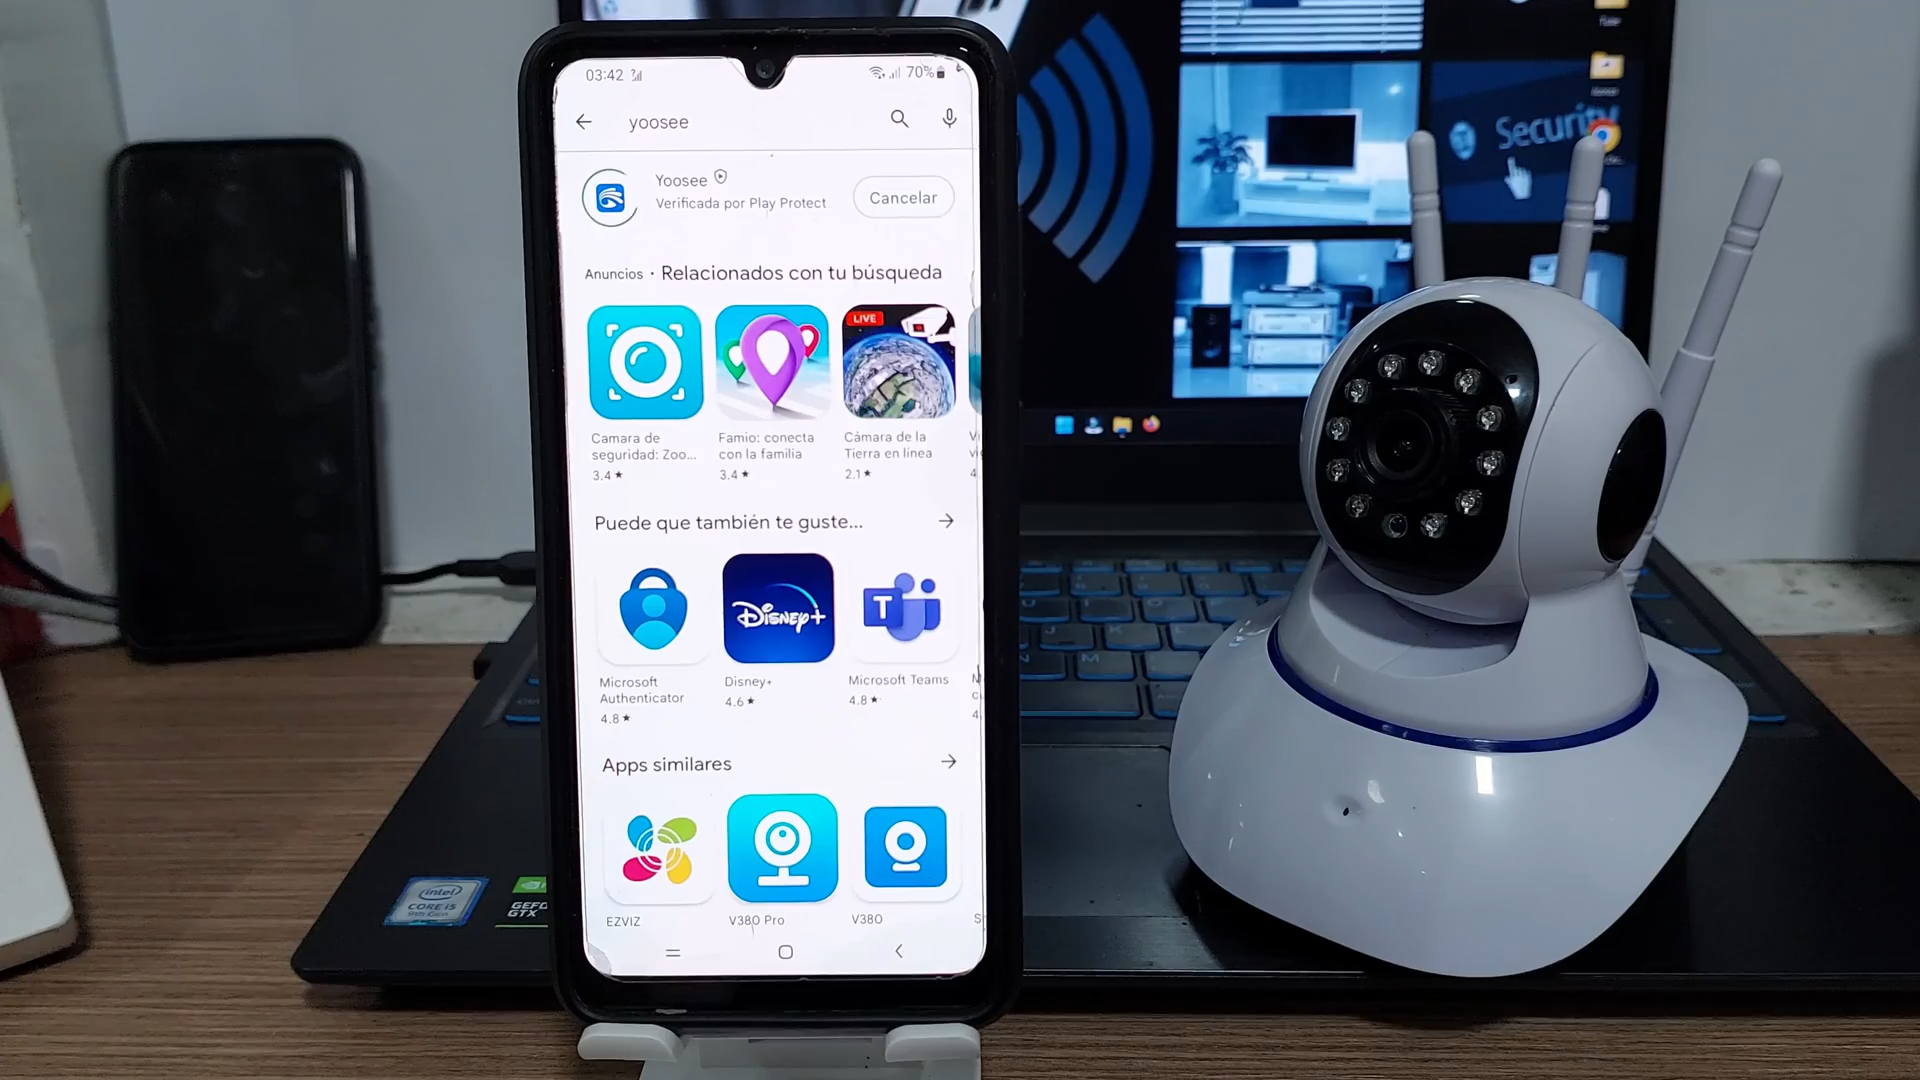 03:42
70%
yoosee
Yoosee
Verificada por Play Protect
Cancelar
Anuncios · Relacionados con tu búsqueda
LIVE
Camara de
seguridad: Zoo...
3.4★
Famio: conecta
con la familia
3.4★
Cámara de la
Tierra en línea
2.1★
Puede que también te guste...
Disney+
T
Microsoft
Authenticator
4.8★
Disney+
4.6★
Microsoft Teams
4.8★
Apps similares
EZVIZ
V380 Pro
V380
Security
intel
CORE i5
9th Gen
GTX